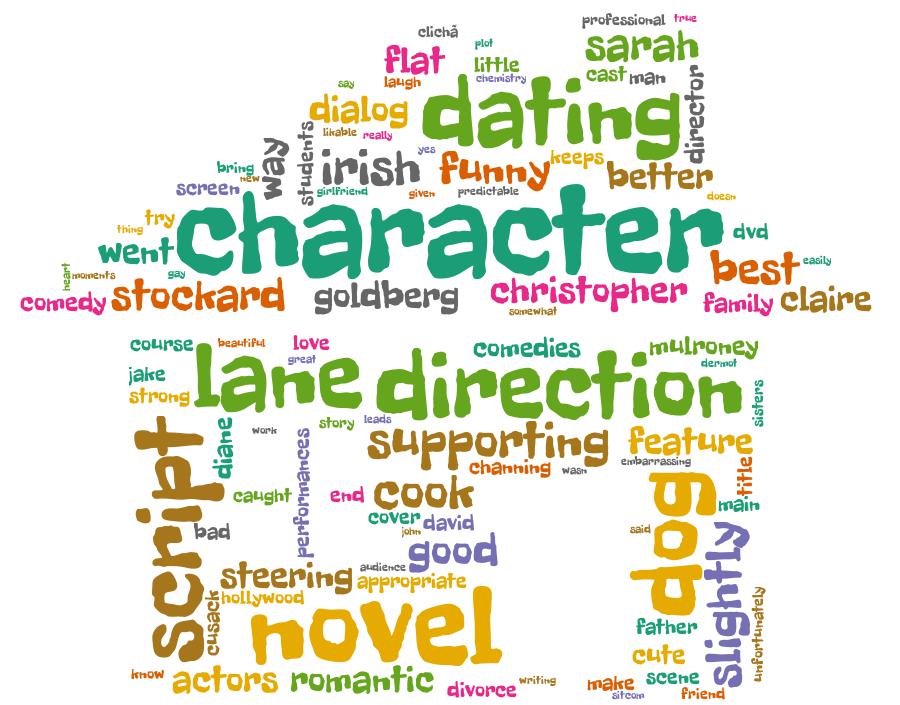 professional true
clichã
plot
sarah
flat
little
cast man
chemistry
say
laugh
director
dialog
dating
likable
really
students
way
irish
yes
funny
keeps
better
bring
new
screen
girlfriend
given
predictable
doesn
try
thing
character
dvd
went
best
easily
heart
moments
gay
comedy
stockard
goldberg
christopher
somewhat
family
claire
course
beautiful
love
great
comedies
mulroney
dermot
jake
strong
lane
direction
sisters
script
diane
work
story
leads
supporting
feature
performances
channing
wasn
embarrassing
title
caught
end
cook
dog
main
bad
cover
david
john
said
slightly
good
steering
audience
appropriate
hollywood
cusack
novel
father
unfortunately
cute
know
actors
romantic
divorce
writing
make
scene
sitcom
friend